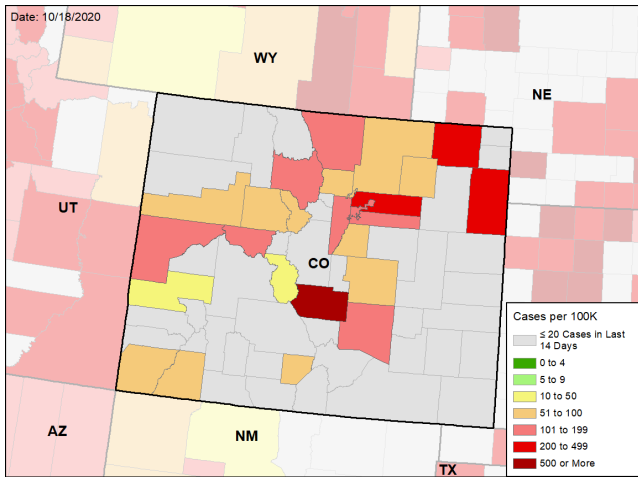 Date: 10/18/2020
WY
NE
UT
CO
AZ
NM
TX
Cases per 100K
≤ 20 Cases in Last
14 Days
0 to 4
5 to 9
10 to 50
51 to 100
101 to 199
200 to 499
500 or More